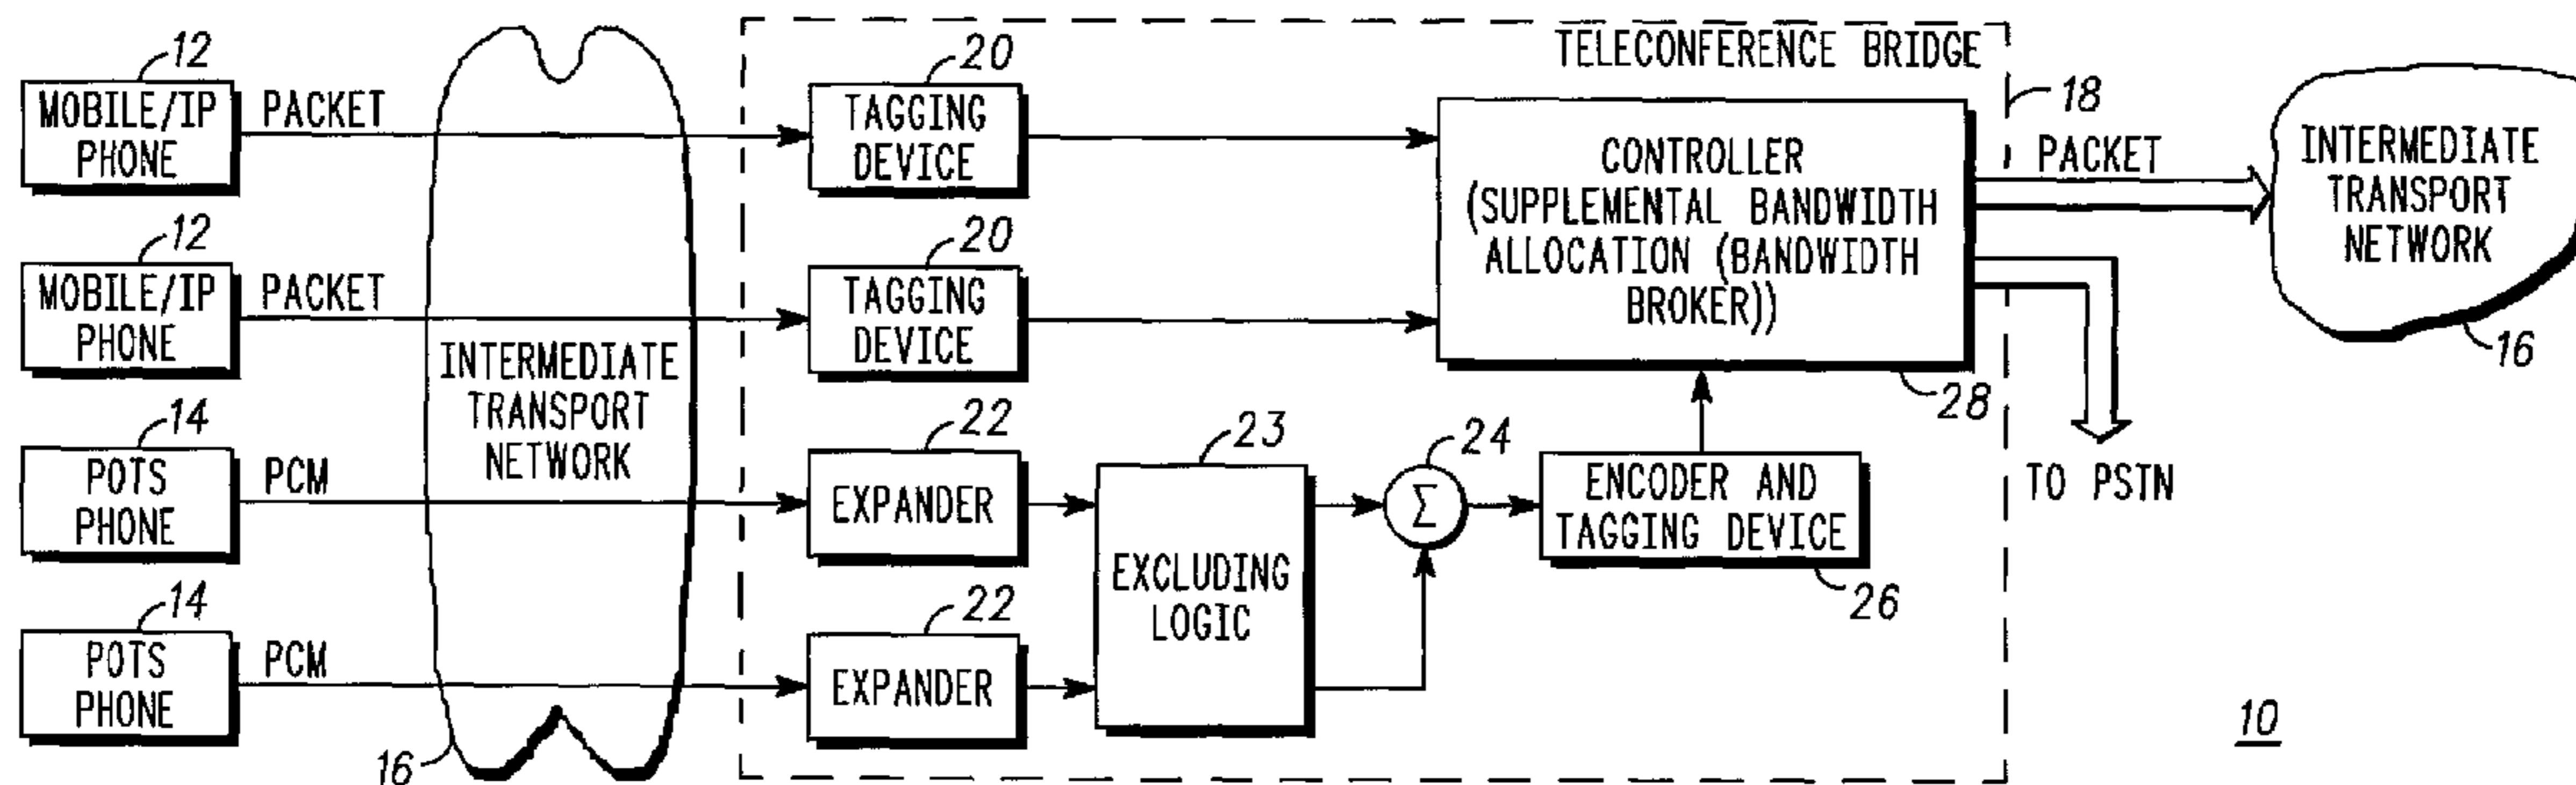 TELECONFERENCE BRIDGE
12
MOBILE/IP
PHONE
PACKET
20
TAGGING
DEVICE
12
MOBILE/IP
PHONE
PACKET
20
TAGGING
DEVICE
CONTROLLER
(SUPPLEMENTAL BANDWIDTH
ALLOCATION (BANDWIDTH
BROKER))
28
18
PACKET
INTERMEDIATE
TRANSPORT
NETWORK
16
TO PSTN
INTERMEDIATE
TRANSPORT
NETWORK
16
14
POTS
PHONE
PCM
22
EXPANDER
14
POTS
PHONE
PCM
22
EXPANDER
23
EXCLUDING
LOGIC
24
Σ
ENCODER AND
TAGGING DEVICE
26
10